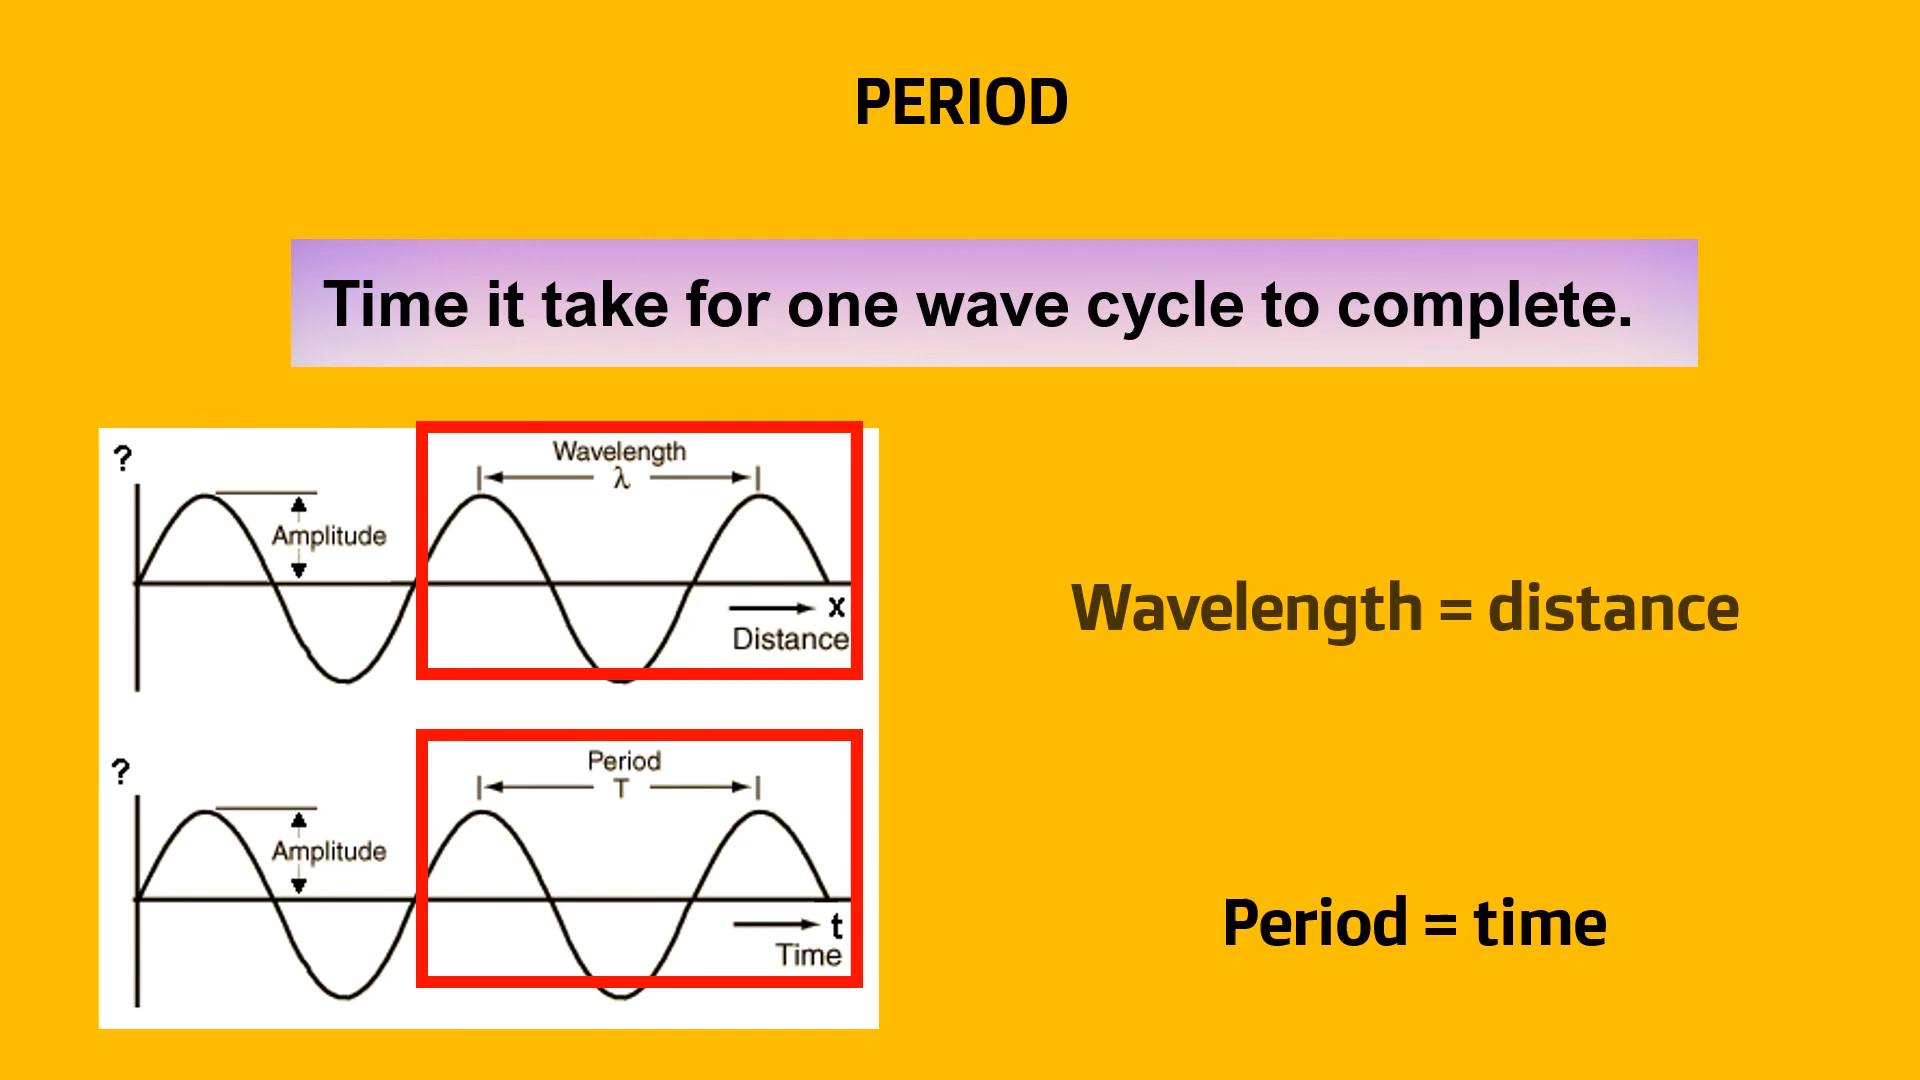 PERIOD
Time it take for one wave cycle to complete.
?
Wavelength
λ
Amplitude
x
Distance
Wavelength = distance
?
Period
T
Amplitude
t
Time
Period = time